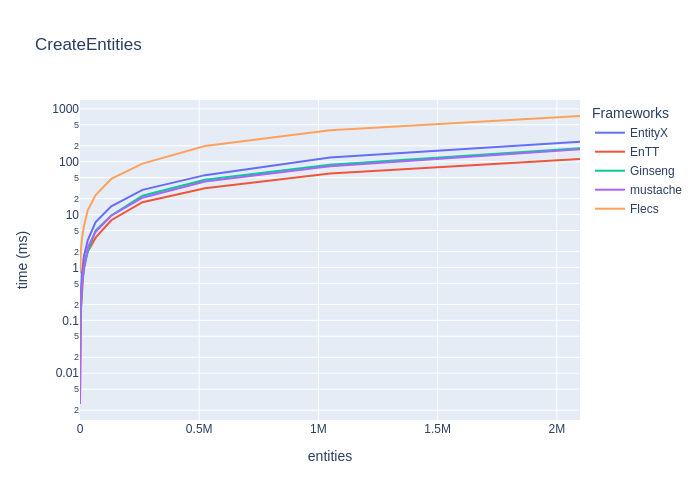 CreateEntities
1000
5
2
100
5
2
10
5
2
1
5
2
0.1
5
2
0.01
5
2
time (ms)
0
0.5M
1M
1.5M
2M
entities
Frameworks
EntityX
EnTT
Ginseng
mustache
Flecs